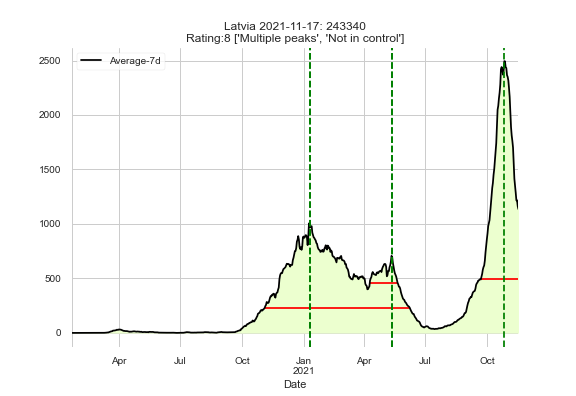 Latvia 2021-11-17: 243340
Rating:8 ['Multiple peaks', 'Not in control']
Average-7d
2500
2000
1500
1000
500
0
Apr Jul Oct Jan Apr Jul Oct
2021
Date